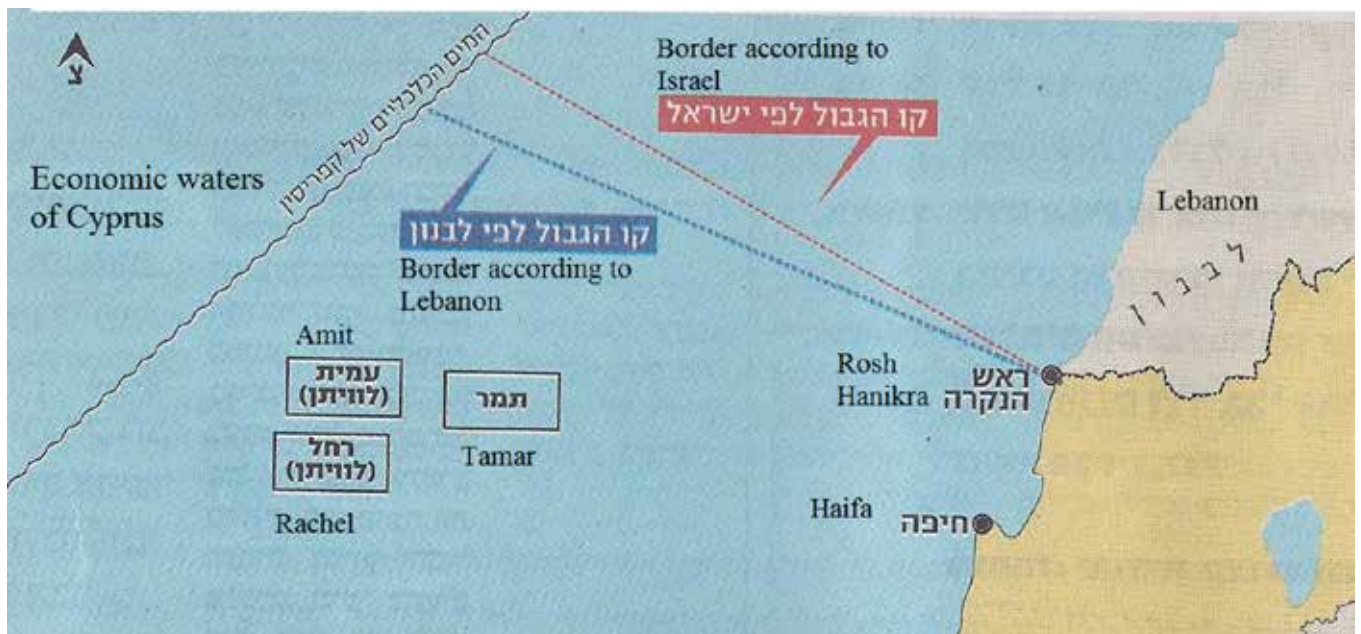 צ
המים הכלכליים של קפריסין
Economic waters
of Cyprus
Border according to
Israel
קו הגבול לפי ישראל
קו הגבול לפי לבנון
Border according to
Lebanon
Lebanon
לבנון
Amit
עמית
(לוויתן)
תמר
Tamar
רחל
(לוויתן)
Rachel
Rosh
Hanikra
ראש
הנקרה
Haifa
חיפה